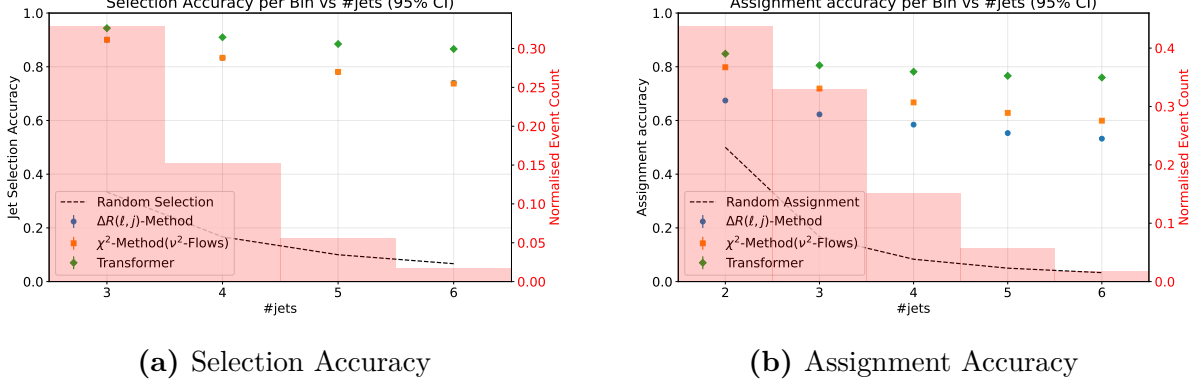 Selection Accuracy per Bin vs #jets (95% CI)
Jet Selection Accuracy
1.0
0.8
0.6
0.4
0.2
0.0
3
4
5
6
#jets
0.30
0.25
0.20
0.15
0.10
0.05
0.00
Normalised Event Count
Random Selection
ΔR(ℓ, j)-Method
χ²-Method(ν²-Flows)
Transformer
(a) Selection Accuracy
Assignment accuracy per Bin vs #jets (95% CI)
Assignment accuracy
1.0
0.8
0.6
0.4
0.2
0.0
2
3
4
5
6
#jets
0.4
0.3
0.2
0.1
0.0
Normalised Event Count
Random Assignment
ΔR(ℓ, j)-Method
χ²-Method(ν²-Flows)
Transformer
(b) Assignment Accuracy